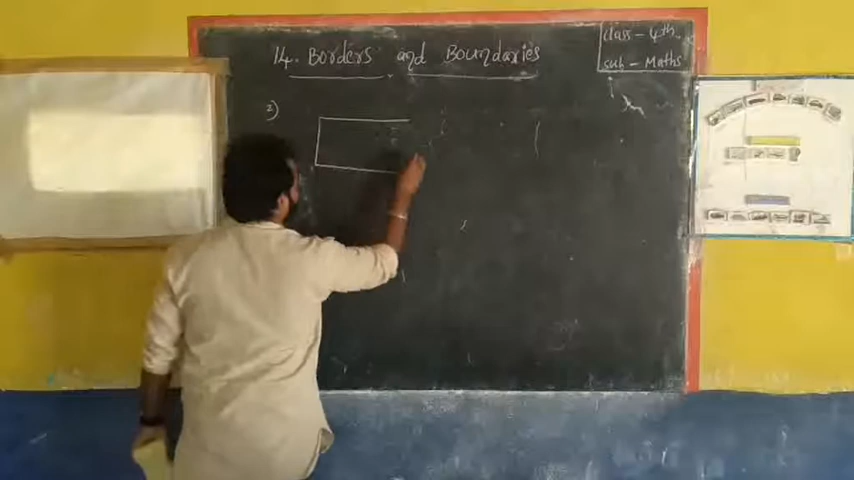 14. Borders and Boundaries
class - 4th.
sub - Maths
2)